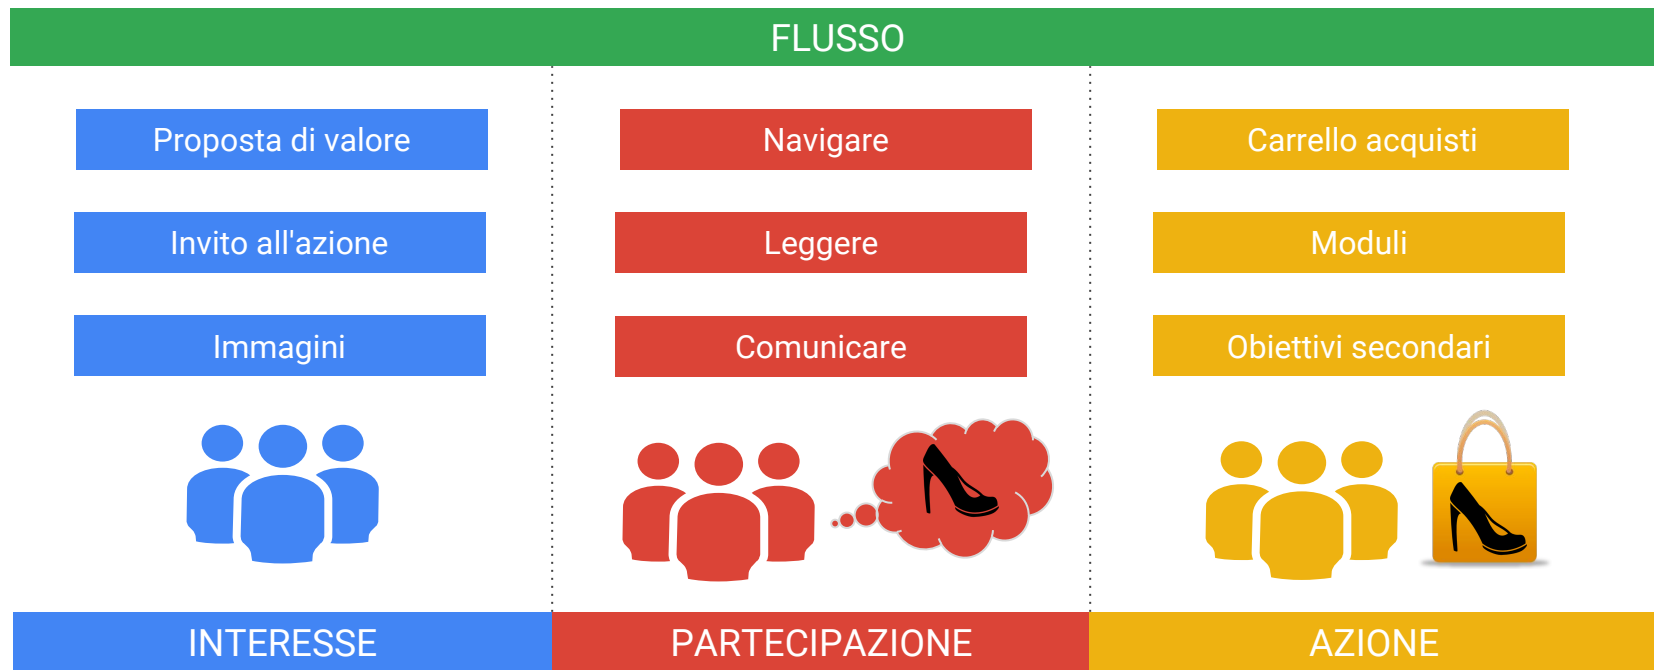 FLUSSO
Proposta di valore
Invito all'azione
Immagini
INTERESSE
Navigare
Leggere
Comunicare
PARTECIPAZIONE
Carrello acquisti
Moduli
Obiettivi secondari
AZIONE